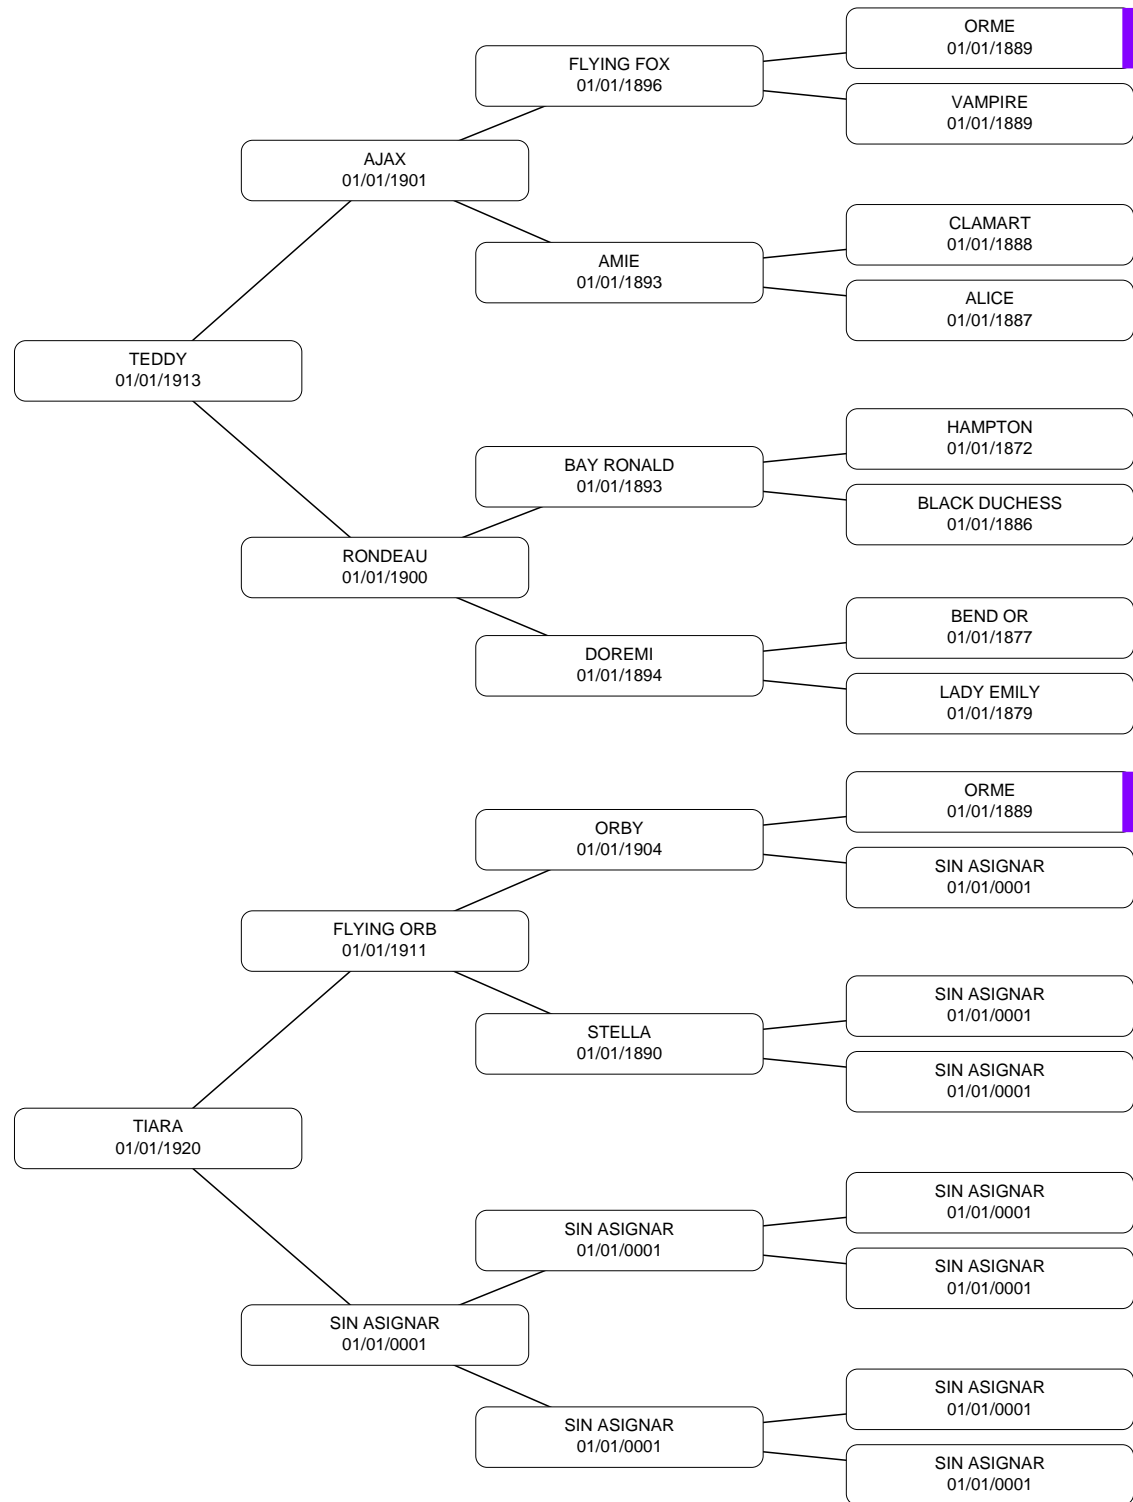 ORME
01/01/1889
FLYING FOX
01/01/1896
VAMPIRE
01/01/1889
AJAX
01/01/1901
CLAMART
01/01/1888
AMIE
01/01/1893
ALICE
01/01/1887
TEDDY
01/01/1913
HAMPTON
01/01/1872
BAY RONALD
01/01/1893
BLACK DUCHESS
01/01/1886
RONDEAU
01/01/1900
BEND OR
01/01/1877
DOREMI
01/01/1894
LADY EMILY
01/01/1879
ORME
01/01/1889
ORBY
01/01/1904
SIN ASIGNAR
01/01/0001
FLYING ORB
01/01/1911
SIN ASIGNAR
01/01/0001
STELLA
01/01/1890
SIN ASIGNAR
01/01/0001
TIARA
01/01/1920
SIN ASIGNAR
01/01/0001
SIN ASIGNAR
01/01/0001
SIN ASIGNAR
01/01/0001
SIN ASIGNAR
01/01/0001
SIN ASIGNAR
01/01/0001
SIN ASIGNAR
01/01/0001
SIN ASIGNAR
01/01/0001